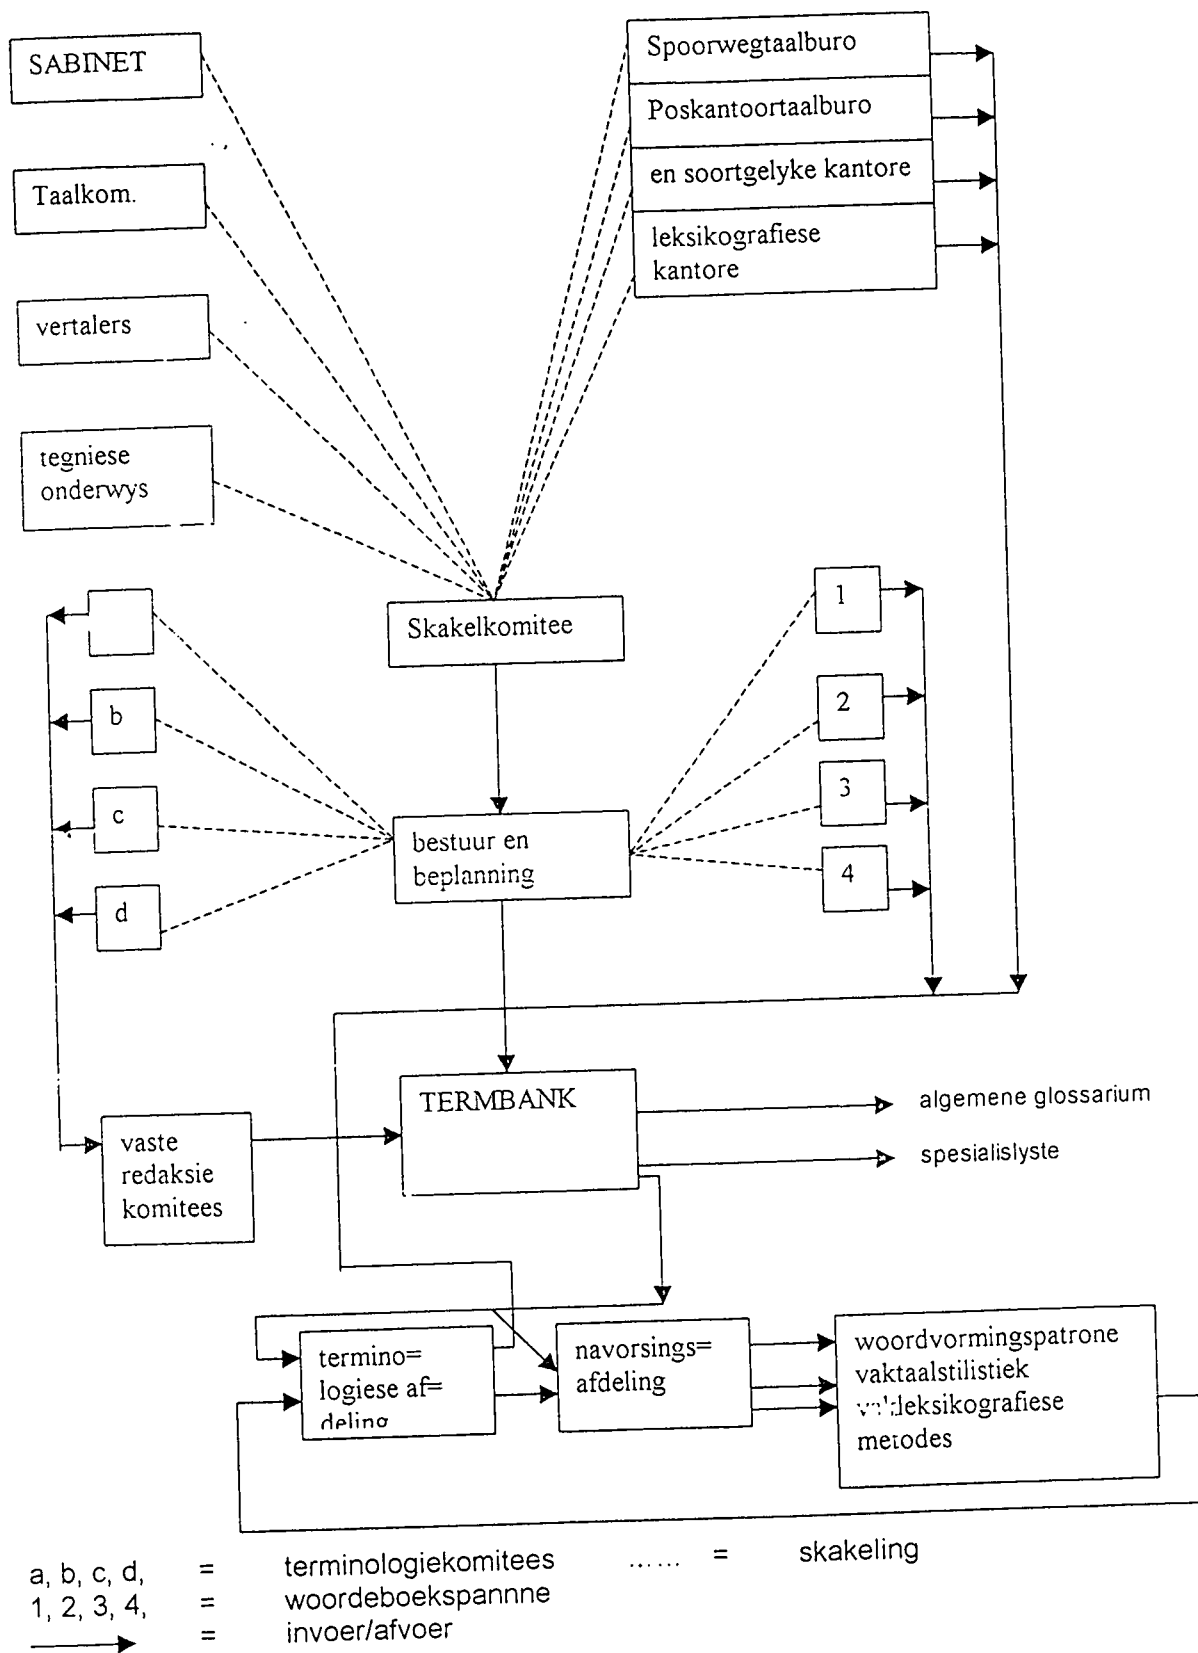 SABINET
Taalkom.
vertalers
tegniese
onderwys
Spoorwegtaalburo
Poskantoortaalburo
en soortgelyke kantore
leksikografiese
kantore
Skakelkomitee
b
c
d
1
2
3
4
bestuur en
beplanning
TERMBANK
algemene glossarium
spesialislyste
vaste
redaksie
komitees
termino=
logiese af=
deling
navorsings=
afdeling
woordvormingspatrone
vaktaalstilistiek
vakleksikografiese
metodes
a, b, c, d, = terminologiekomitees ...... = skakeling
1, 2, 3, 4, = woordeboekspannne
= invoer/afvoer